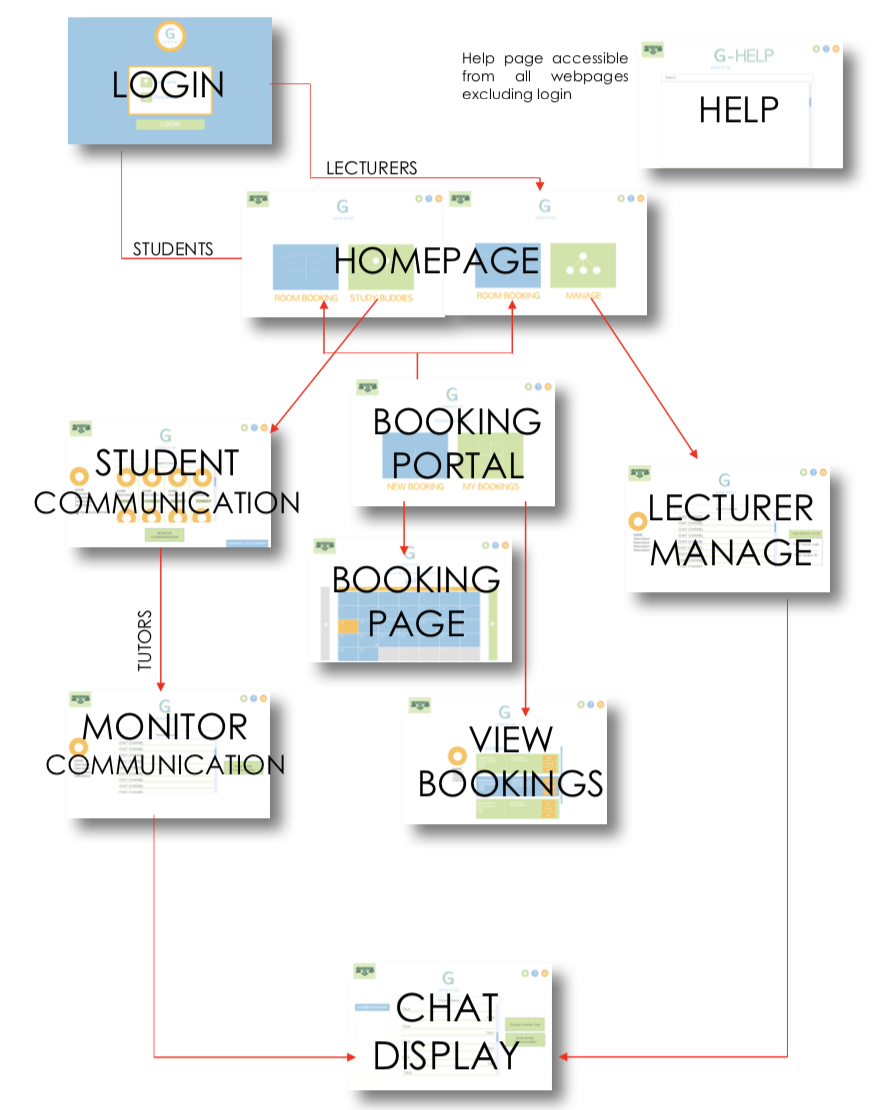 G
LOGIN
LOGIN
Help page accessible
from all webpages
excluding login
G-HELP
HELP
LECTURERS
STUDENTS
G
G
HOMEPAGE
ROOM BOOKING
STUDY BUDDIES
ROOM BOOKING
MANAGE
G
BOOKING
PORTAL
NEW BOOKING
MY BOOKINGS
G
STUDENT
COMMUNICATION
MONITOR
COMMUNICATION
G
LECTURER
MANAGE
G
BOOKING
PAGE
TUTORS
G
MONITOR
COMMUNICATION
G
VIEW
BOOKINGS
G
CHAT
DISPLAY